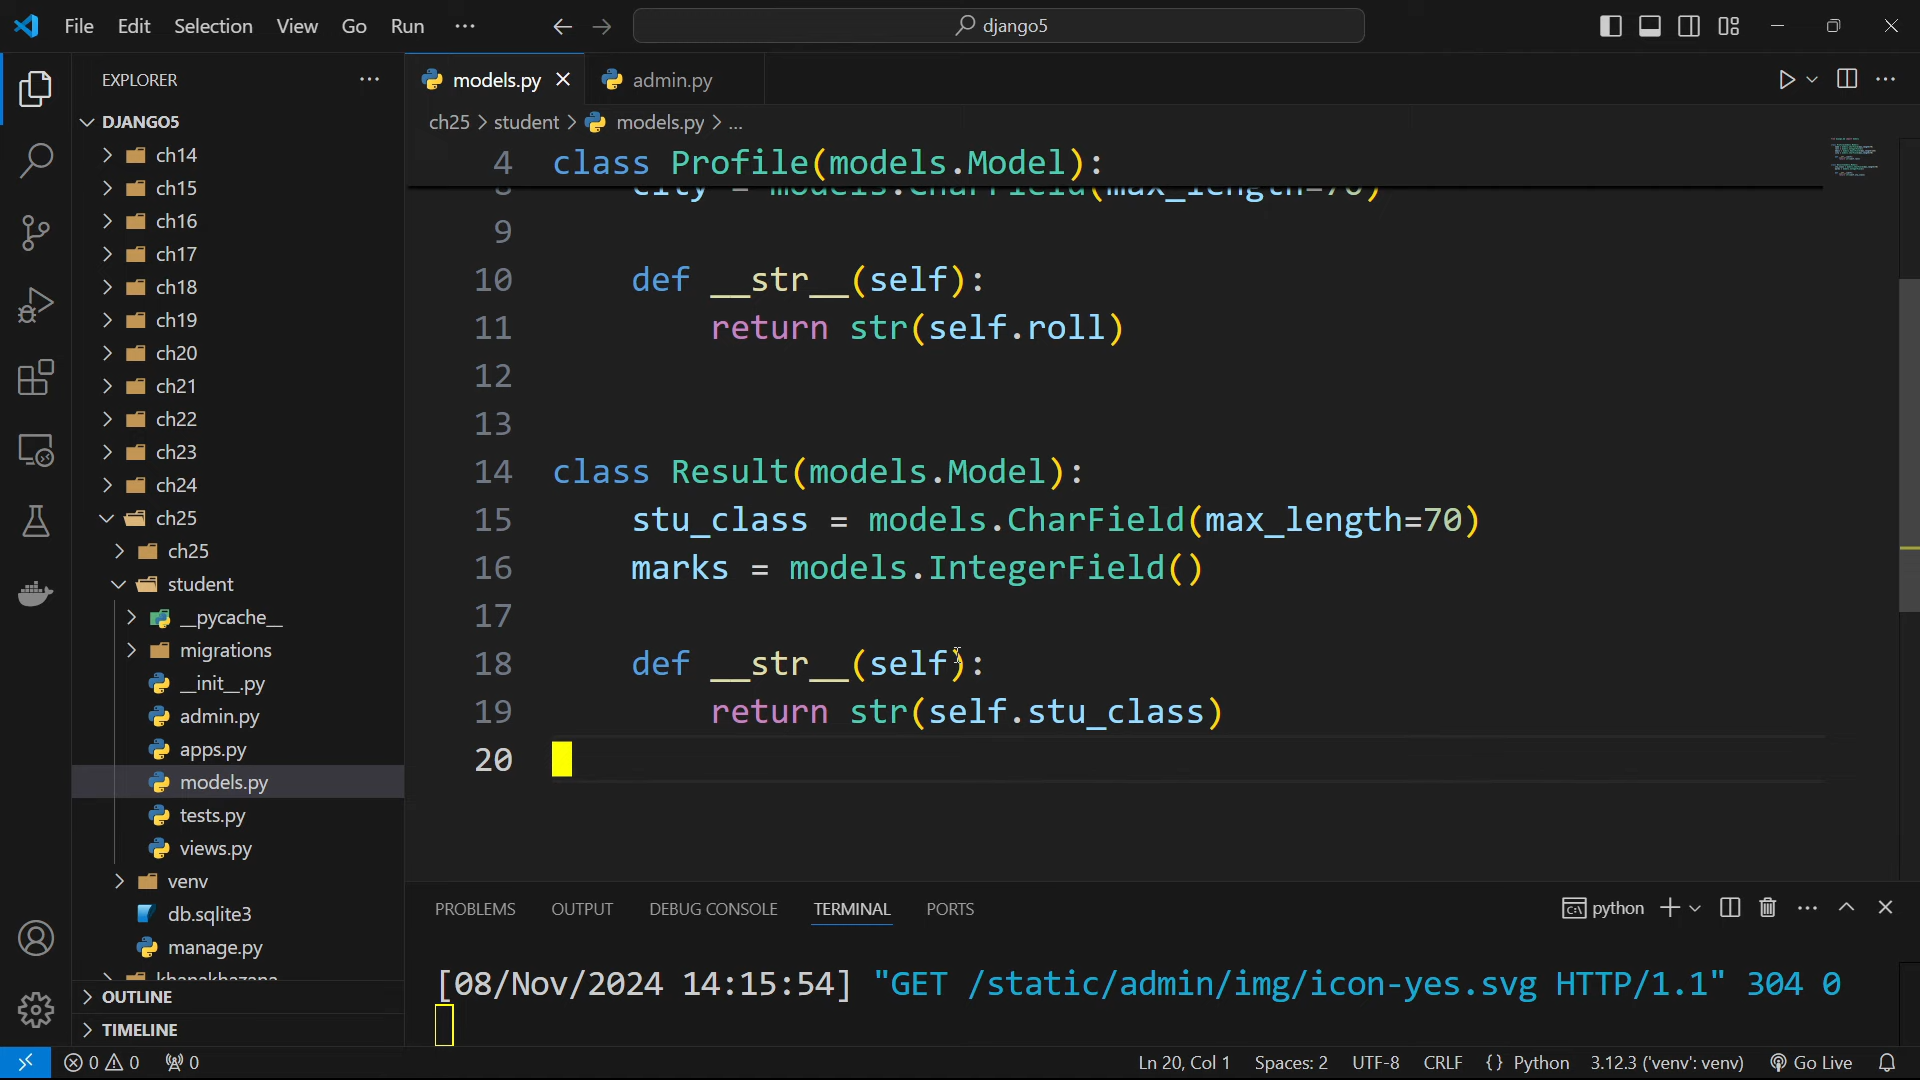 File Edit Selection View Go Run ··· django5
EXPLORER ···
DJANGO5
ch14
ch15
ch16
ch17
ch18
ch19
ch20
ch21
ch22
ch23
ch24
ch25
ch25
student
__pycache__
migrations
__init__.py
admin.py
apps.py
models.py
tests.py
views.py
venv
db.sqlite3
manage.py
khanakhazana
OUTLINE
TIMELINE
models.py admin.py
ch25 > student > models.py > ...
4 class Profile(models.Model):
8 city = models.CharField(max_length=70)
9
10 def __str__(self):
11 return str(self.roll)
12
13
14 class Result(models.Model):
15 stu_class = models.CharField(max_length=70)
16 marks = models.IntegerField()
17
18 def __str__(self):
19 return str(self.stu_class)
20
PROBLEMS OUTPUT DEBUG CONSOLE TERMINAL PORTS python
[08/Nov/2024 14:15:54] "GET /static/admin/img/icon-yes.svg HTTP/1.1" 304 0
0 0 0 Ln 20, Col 1 Spaces: 2 UTF-8 CRLF {} Python 3.12.3 ('venv': venv) Go Live